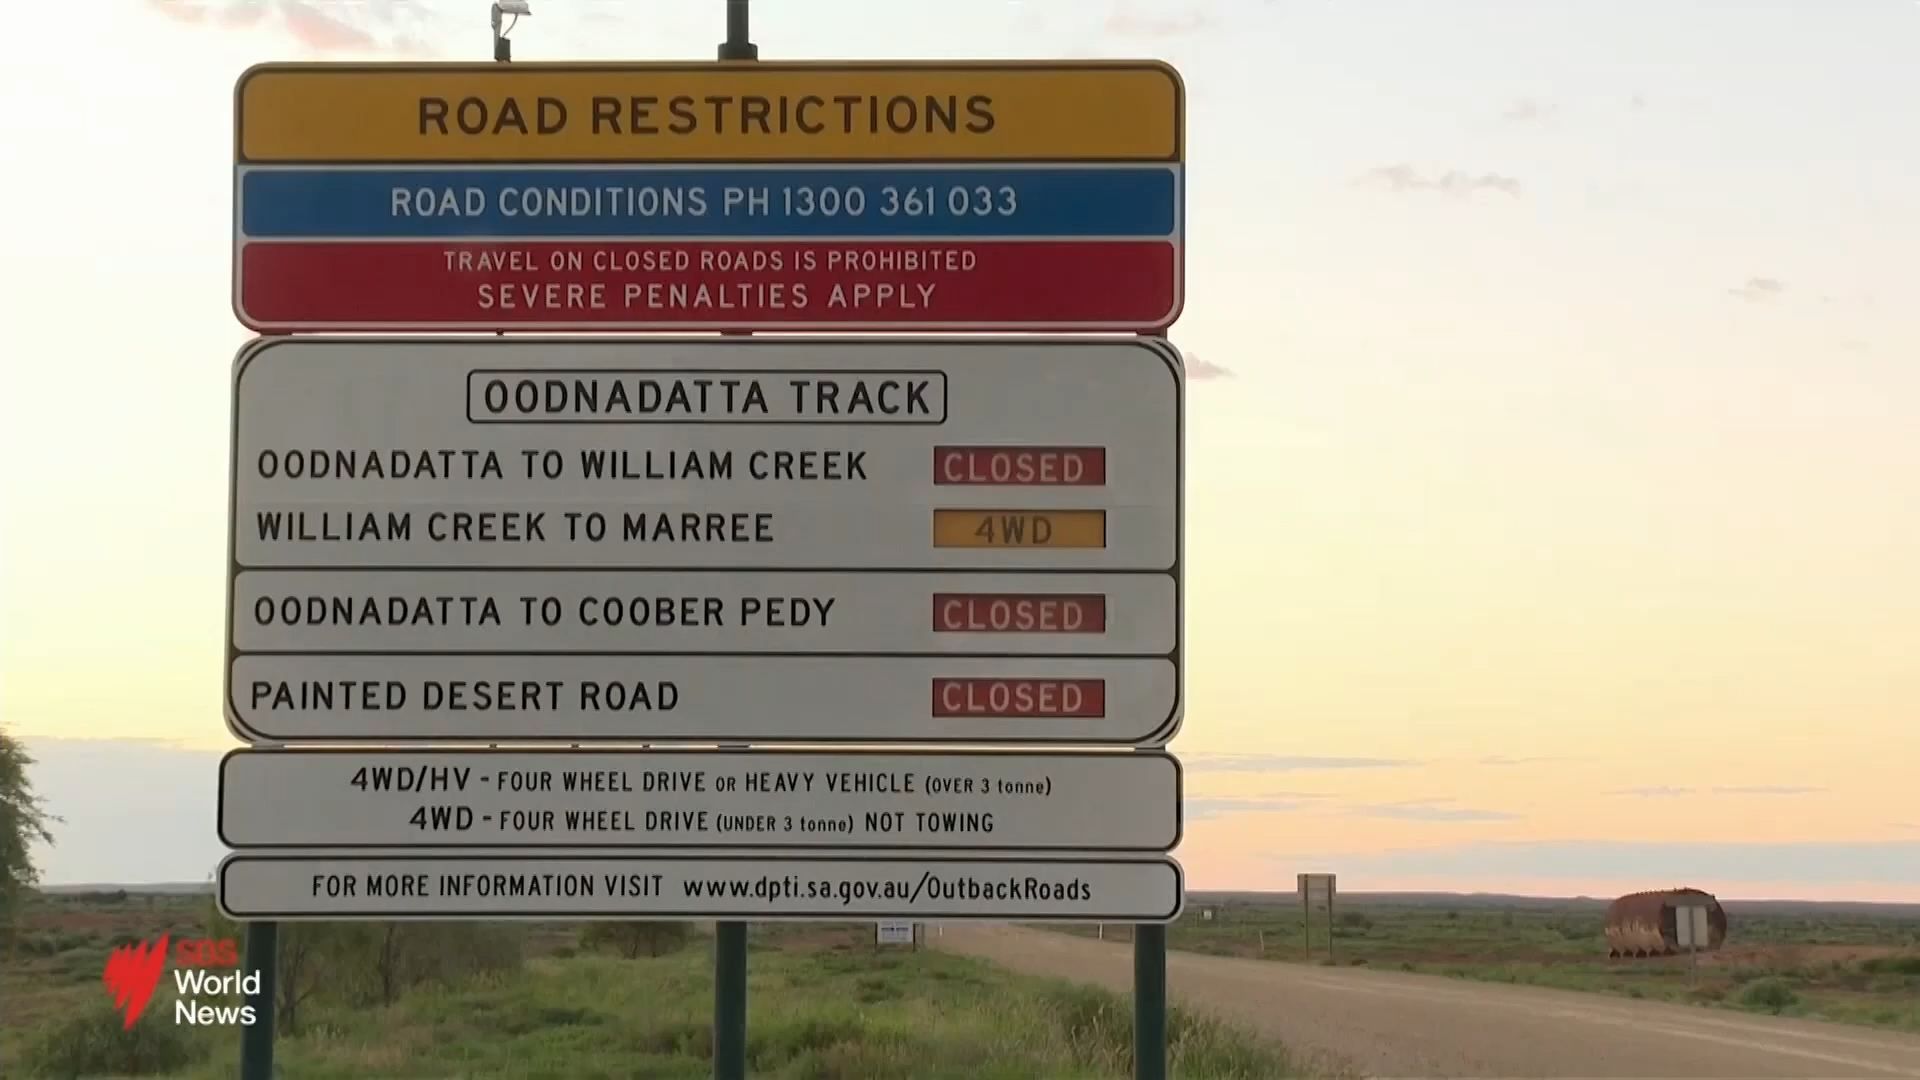 ROAD RESTRICTIONS
ROAD CONDITIONS PH 1300 361 033
TRAVEL ON CLOSED ROADS IS PROHIBITED
SEVERE PENALTIES APPLY
OODNADATTA TRACK
OODNADATTA TO WILLIAM CREEK CLOSED
WILLIAM CREEK TO MARREE 4WD
OODNADATTA TO COOBER PEDY CLOSED
PAINTED DESERT ROAD CLOSED
4WD/HV - FOUR WHEEL DRIVE OR HEAVY VEHICLE (OVER 3 tonne)
4WD - FOUR WHEEL DRIVE (UNDER 3 tonne) NOT TOWING
FOR MORE INFORMATION VISIT www.dpti.sa.gov.au/OutbackRoads
SBS
World
News